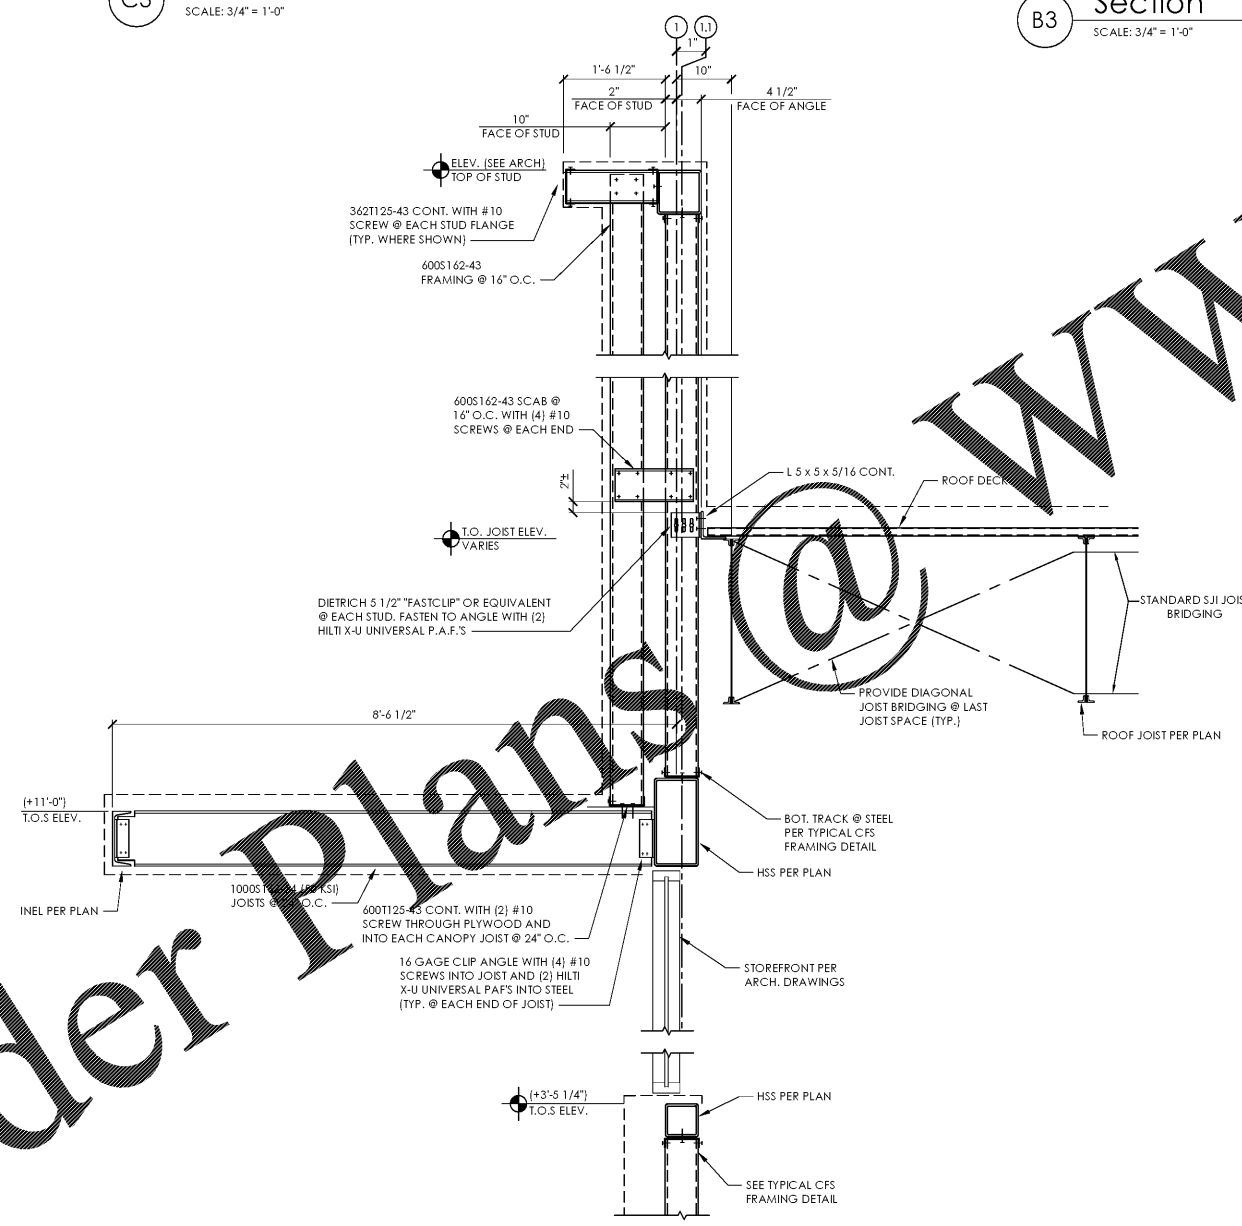 C3
SCALE: 3/4" = 1'-0"
Section
B3
SCALE: 3/4" = 1'-0"
1
1.1
1"
1'-6 1/2"
10"
2"
FACE OF STUD
4 1/2"
FACE OF ANGLE
10"
FACE OF STUD
ELEV. (SEE ARCH)
TOP OF STUD
362T125-43 CONT. WITH #10
SCREW @ EACH STUD FLANGE
(TYP. WHERE SHOWN)
600S162-43
FRAMING @ 16" O.C.
600S162-43 SCAB @
16" O.C. WITH (4) #10
SCREWS @ EACH END
2"±
L 5 x 5 x 5/16 CONT.
ROOF DECK
T.O. JOIST ELEV.
VARIES
DIETRICH 5 1/2" "FASTCLIP" OR EQUIVALENT
@ EACH STUD. FASTEN TO ANGLE WITH (2)
HILTI X-U UNIVERSAL P.A.F.'S
STANDARD SJI JOIS
BRIDGING
PROVIDE DIAGONAL
JOIST BRIDGING @ LAST
JOIST SPACE (TYP.)
ROOF JOIST PER PLAN
8'-6 1/2"
(+11'-0")
T.O.S ELEV.
BOT. TRACK @ STEEL
PER TYPICAL CFS
FRAMING DETAIL
HSS PER PLAN
INEL PER PLAN
JOISTS @ O.C.
600T125-43 CONT. WITH (2) #10
SCREW THROUGH PLYWOOD AND
INTO EACH CANOPY JOIST @ 24" O.C.
16 GAGE CLIP ANGLE WITH (4) #10
SCREWS INTO JOIST AND (2) HILTI
X-U UNIVERSAL PAF'S INTO STEEL
(TYP. @ EACH END OF JOIST)
STOREFRONT PER
ARCH. DRAWINGS
(+3'-5 1/4")
T.O.S ELEV.
HSS PER PLAN
SEE TYPICAL CFS
FRAMING DETAIL
der Plans @ ww